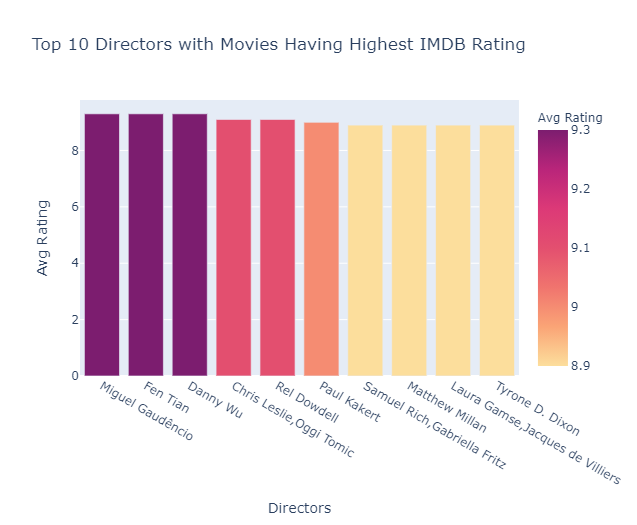 Top 10 Directors with Movies Having Highest IMDB Rating
Avg Rating
9.3
9.2
9.1
9
8.9
8
6
4
2
0
Avg Rating
Miguel Gaudêncio
Fen Tian
Danny Wu
Chris Leslie,Oggi Tomic
Rel Dowdell
Paul Kakert
Samuel Rich,Gabriella Fritz
Matthew Millan
Laura Gamse,Jacques de Villiers
Tyrone D. Dixon
Directors